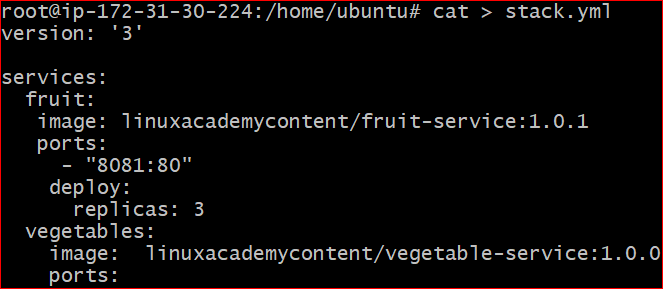 root@ip-172-31-30-224:/home/ubuntu# cat > stack.yml
version: '3'

services:
  fruit:
   image: linuxacademycontent/fruit-service:1.0.1
   ports:
     - "8081:80"
    deploy:
      replicas: 3
  vegetables:
    image:  linuxacademycontent/vegetable-service:1.0.0
    ports: